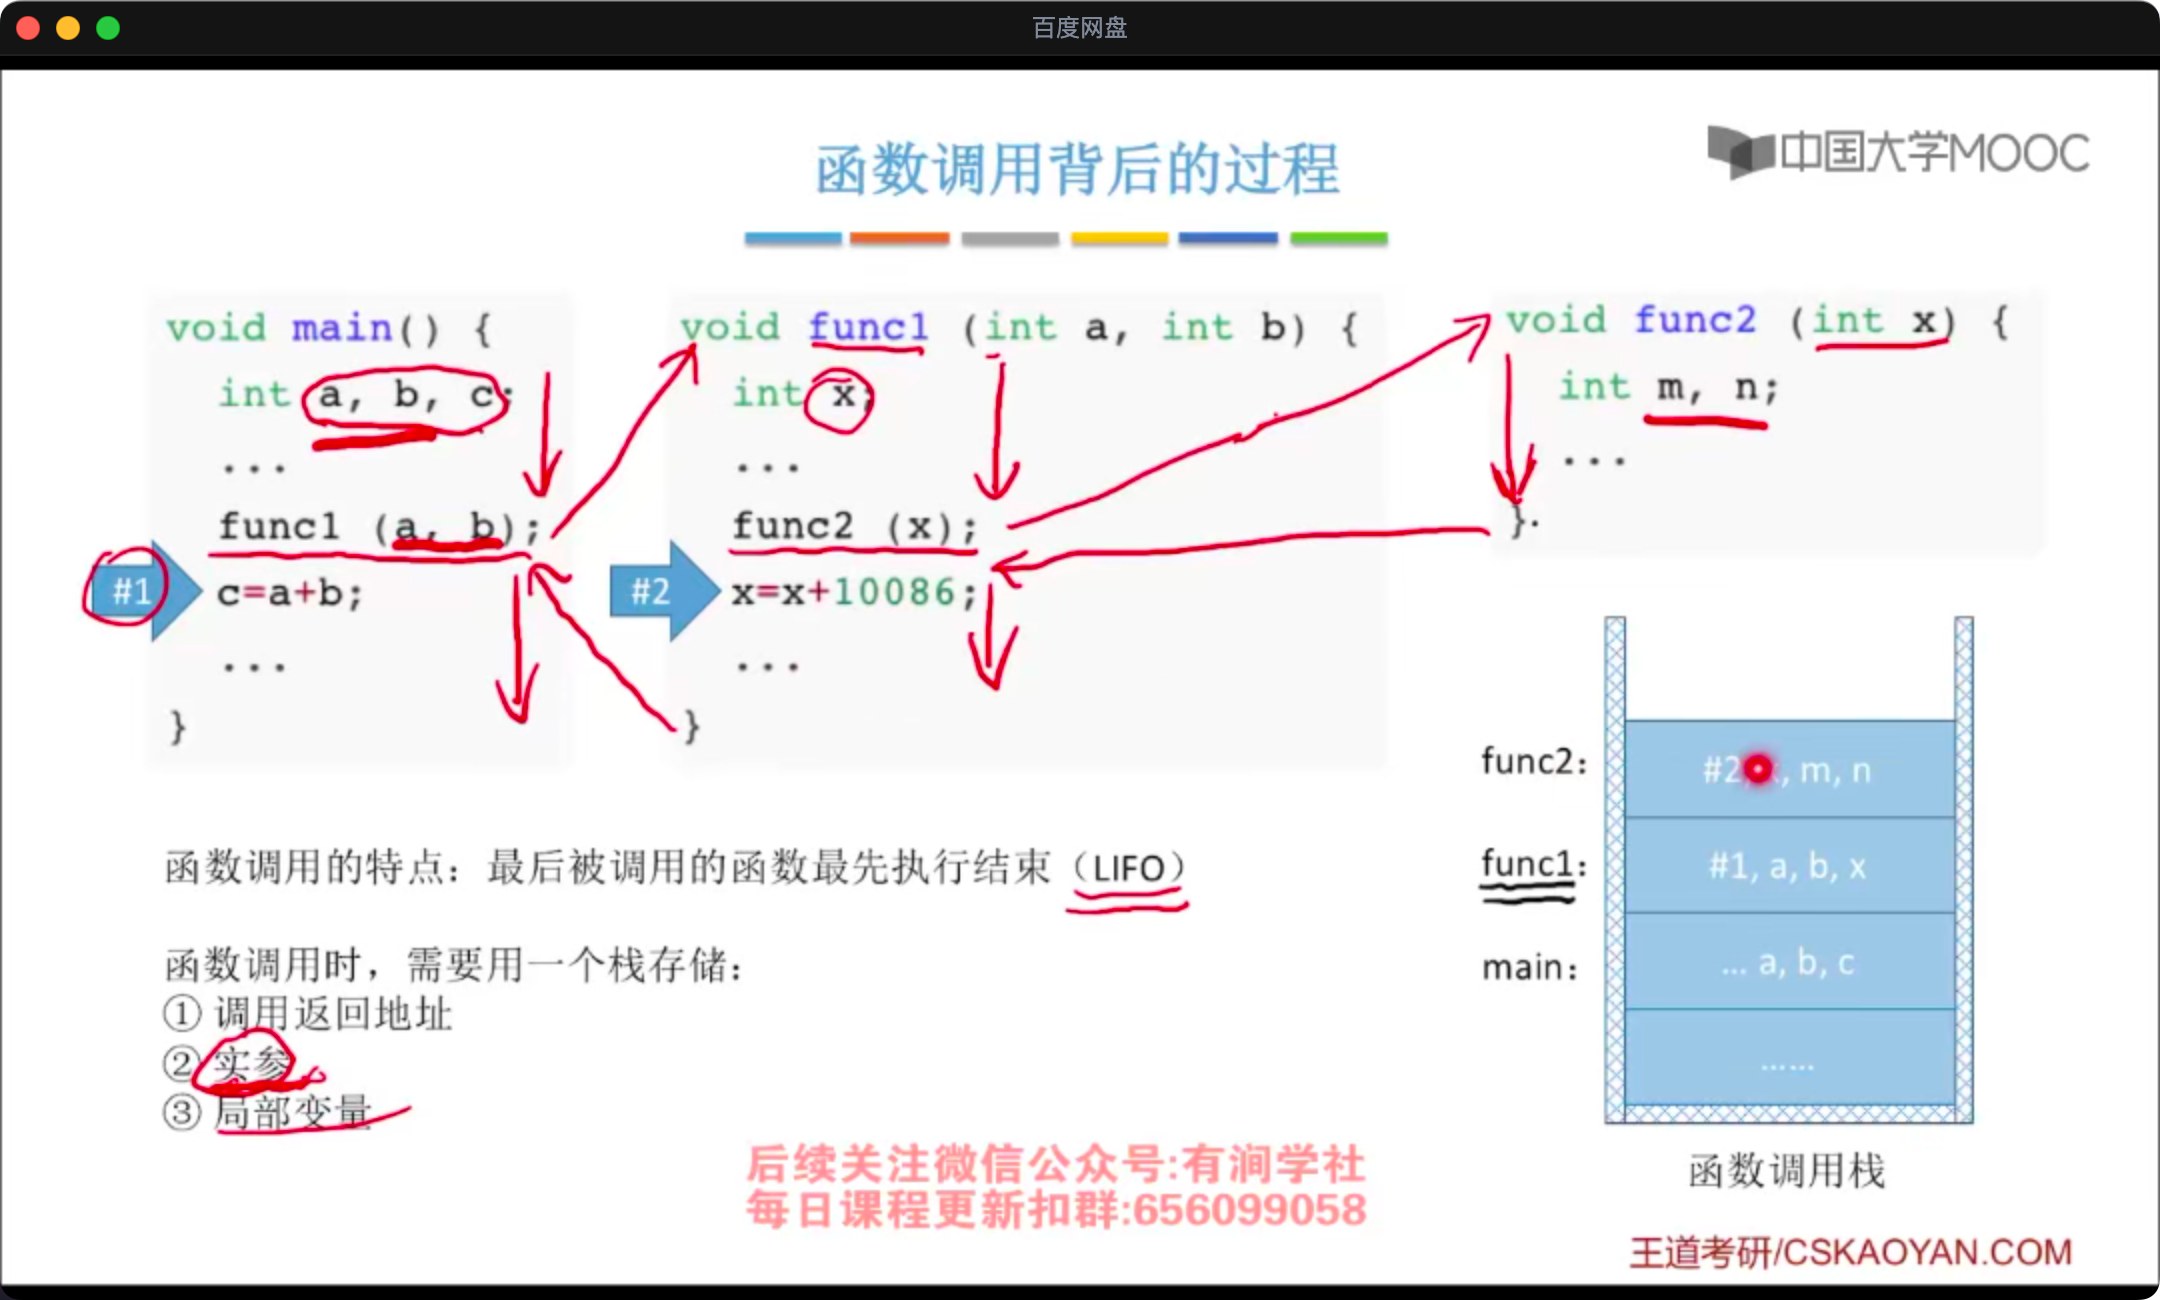 百度网盘
中国大学MOOC
函数调用背后的过程
void main() {
int a, b, c;
...
func1 (a, b);
#1
c=a+b;
...
}
void func1 (int a, int b) {
int x;
...
func2 (x);
#2
x=x+10086;
...
}
void func2 (int x) {
int m, n;
...
}
函数调用的特点：最后被调用的函数最先执行结束（LIFO）
函数调用时，需要用一个栈存储：
① 调用返回地址
② 实参
③ 局部变量
func2： #2, , m, n
func1： #1, a, b, x
main： ... a, b, c
......
函数调用栈
后续关注微信公众号:有涧学社
每日课程更新扣群:656099058
王道考研/CSKAOYAN.COM